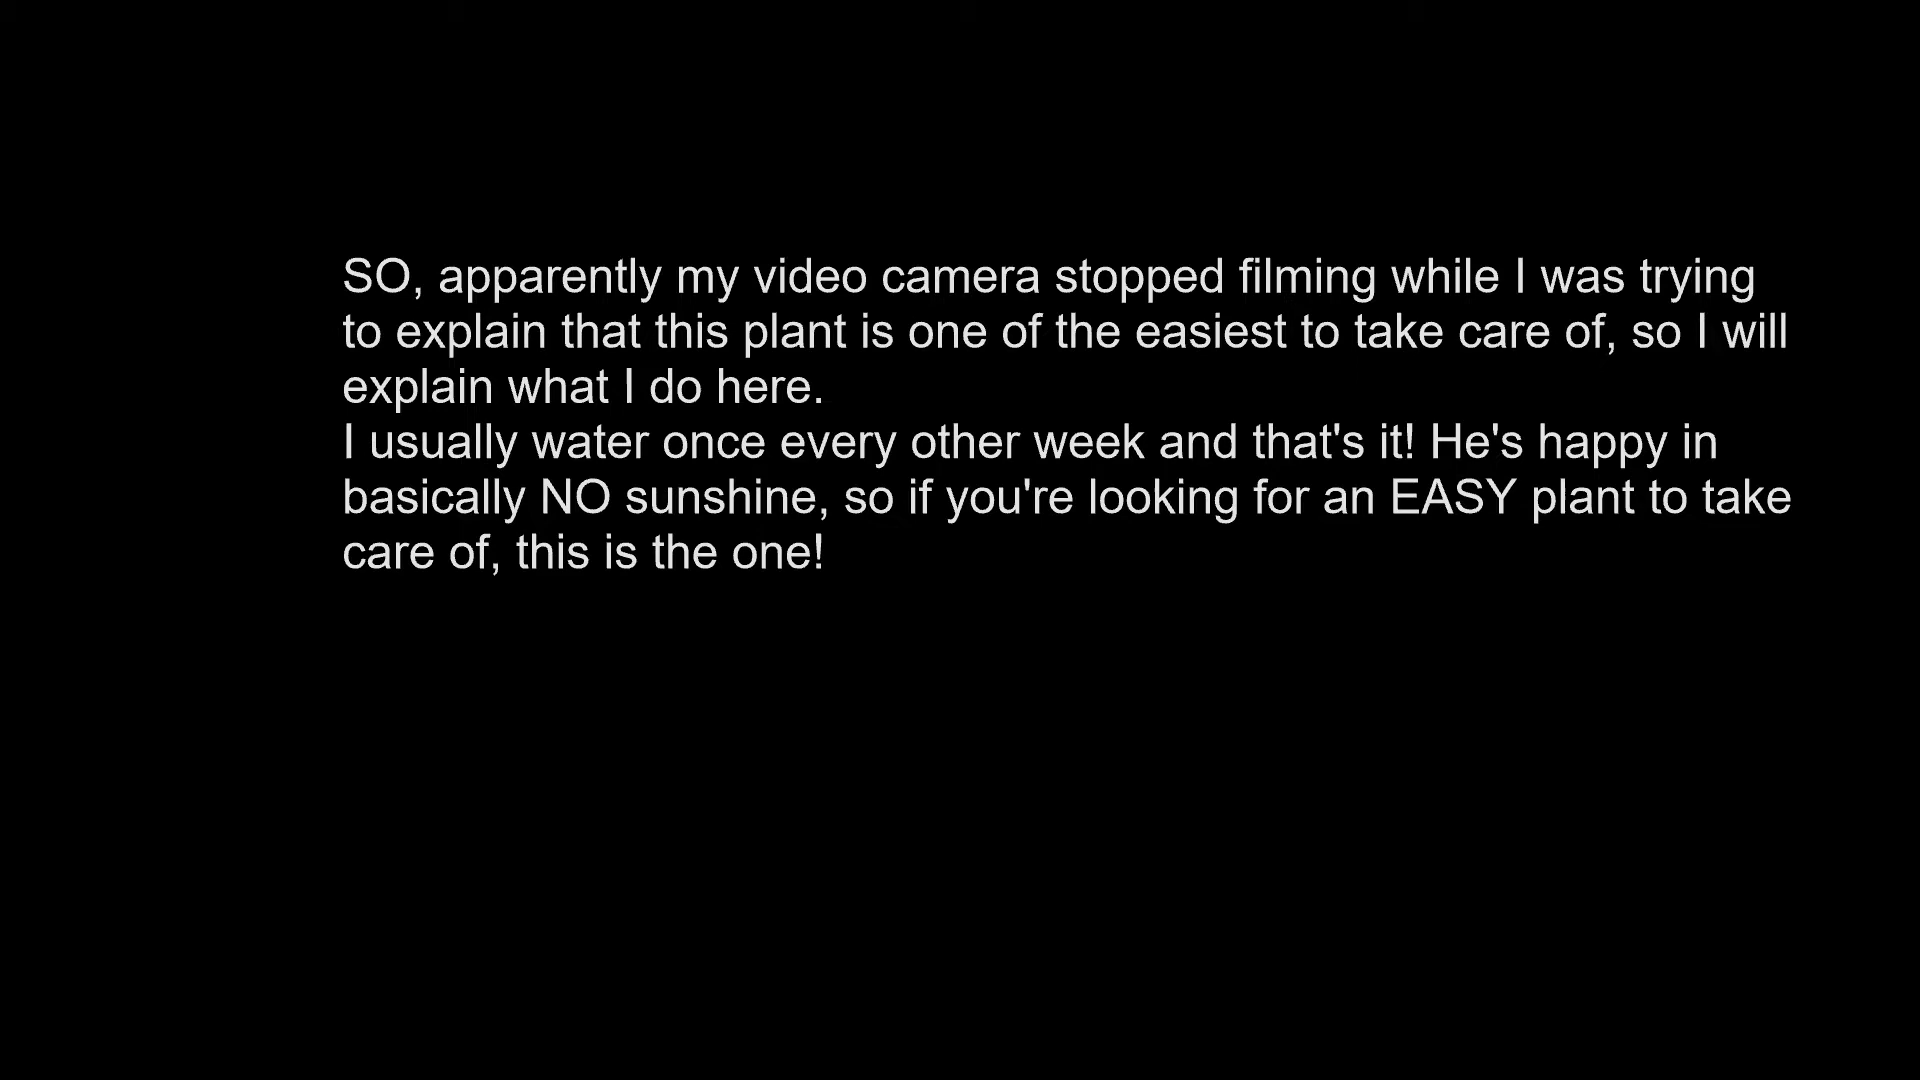 SO, apparently my video camera stopped filming while I was trying
to explain that this plant is one of the easiest to take care of, so I will
explain what I do here.
I usually water once every other week and that's it! He's happy in
basically NO sunshine, so if you're looking for an EASY plant to take
care of, this is the one!